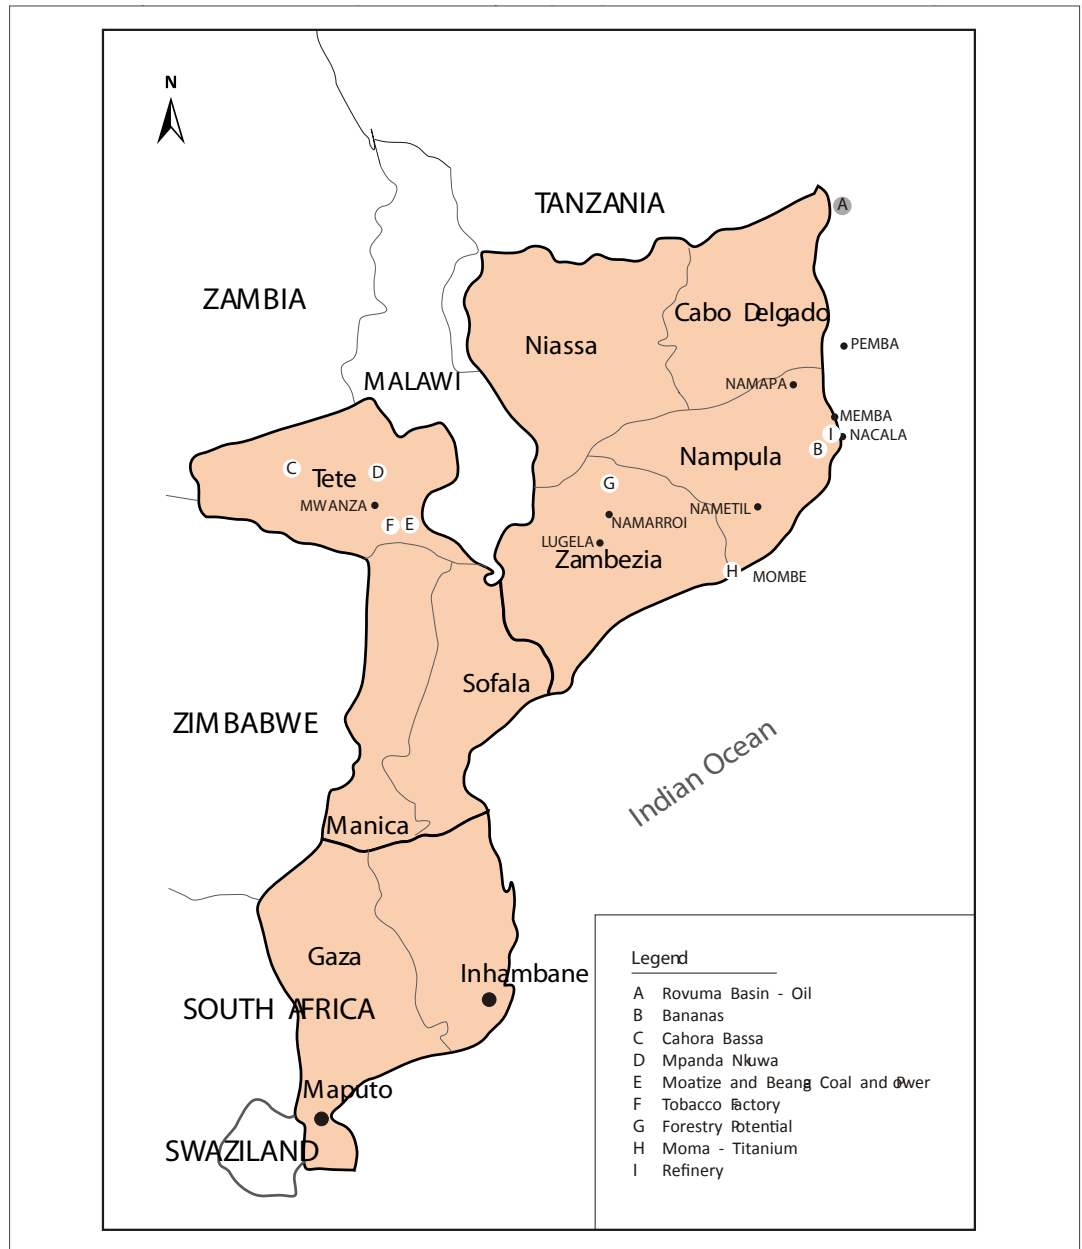 N
TANZANIA
A
ZAMBIA
Cabo Delgado
Niassa
PEMBA
MALAWI
NAMAPA
MEMBA
I
NACALA
B
Nampula
C
D
Tete
G
MWANZA
NAMETIL
F
E
NAMARROI
LUGELA
Zambezia
H
MOMBE
Sofala
ZIMBABWE
Indian Ocean
Manica
Gaza
Inhambane
SOUTH AFRICA
Maputo
SWAZILAND
Legend
A Rovuma Basin - Oil
B Bananas
C Cahora Bassa
D Mpanda Nkuwa
E Moatize and Beanga Coal and Power
F Tobacco Factory
G Forestry Potential
H Moma - Titanium
I Refinery